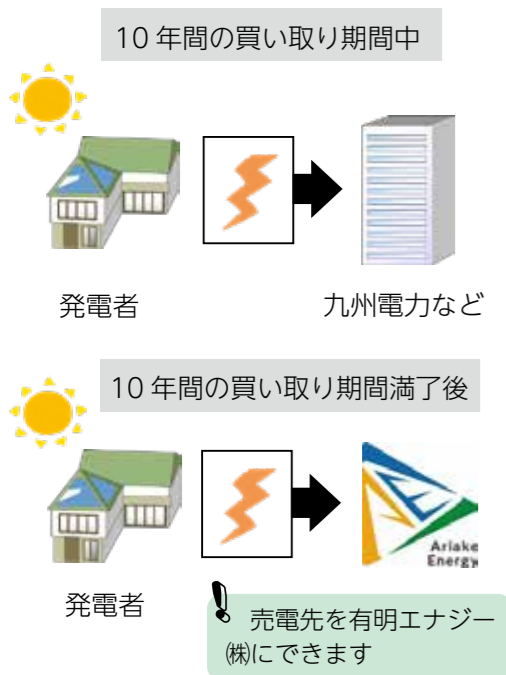 10年間の買い取り期間中
発電者
九州電力など
10年間の買い取り期間満了後
Ariake
Energy
発電者
売電先を有明エナジー
㈱にできます